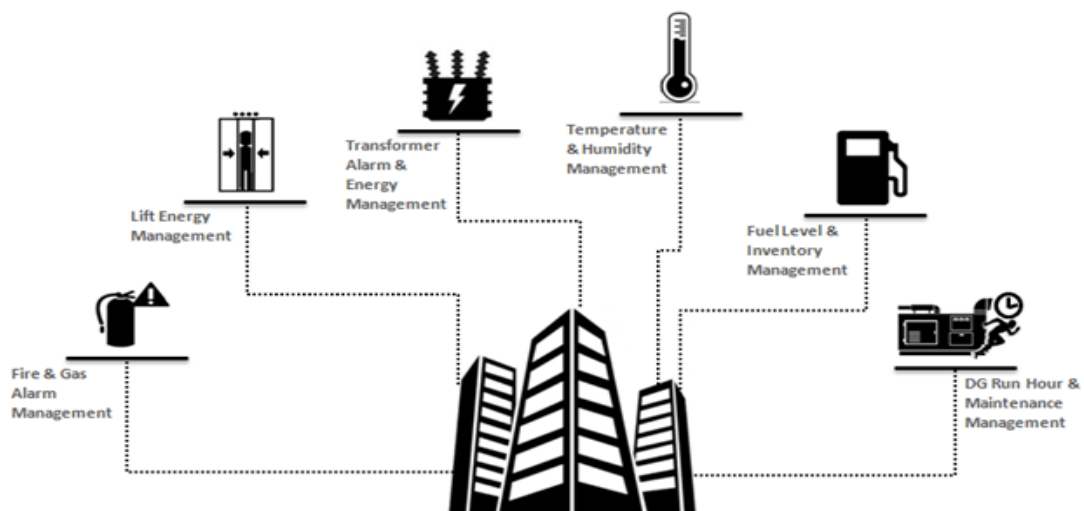 Fire & Gas
Alarm
Management
Lift Energy
Management
Transformer
Alarm &
Energy
Management
Temperature
& Humidity
Management
Fuel Level &
Inventory
Management
DG Run Hour &
Maintenance
Management